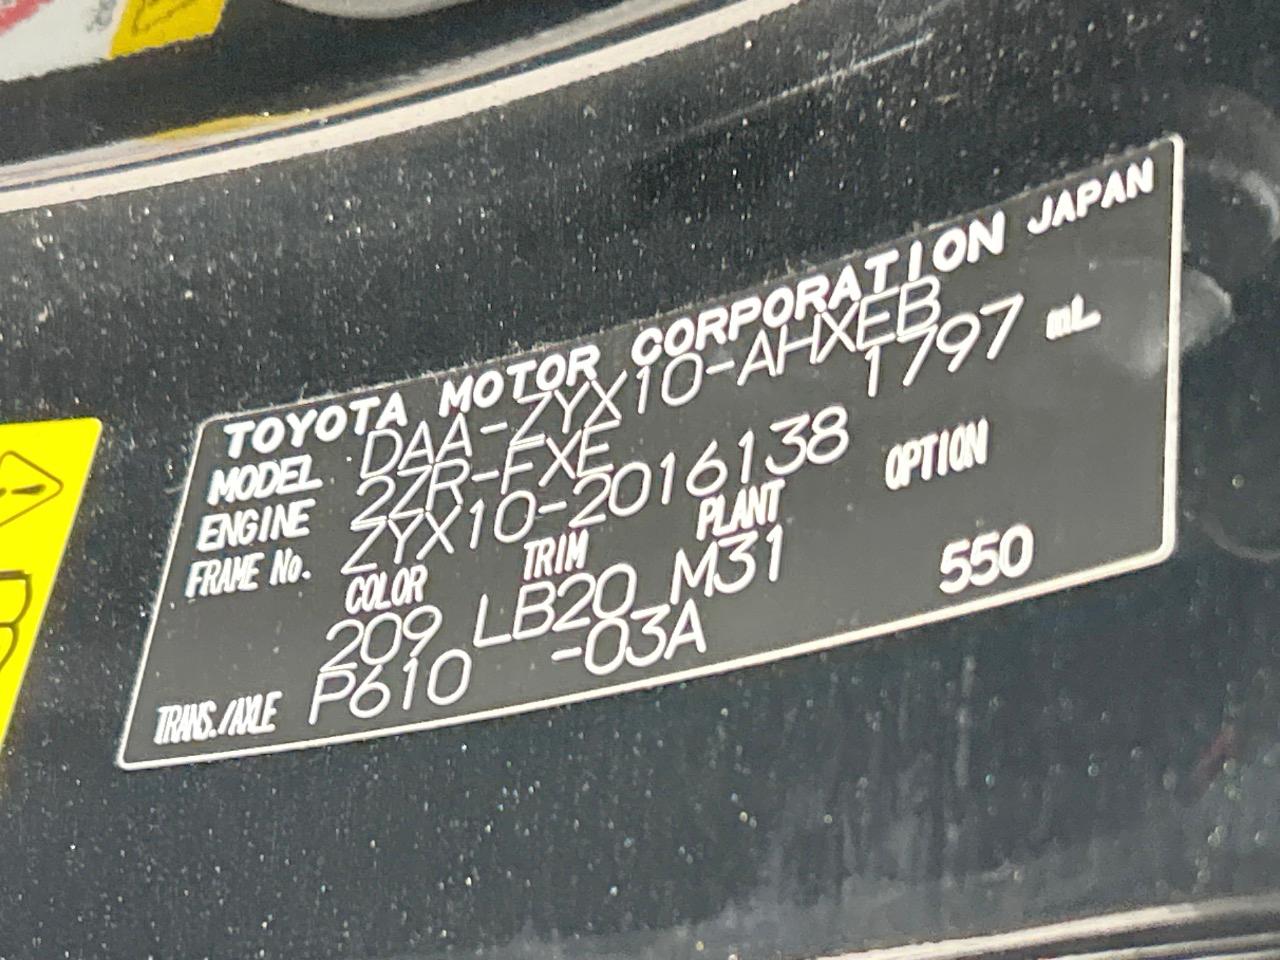 TOYOTA MOTOR CORPORATION JAPAN
MODEL DAA-ZYX10-AHXEB
ENGINE 2ZR-FXE 1797 mL
FRAME No. ZYX10-2016138
COLOR TRIM PLANT OPTION
209 LB20 M31
TRANS./AXLE P610 -03A 550